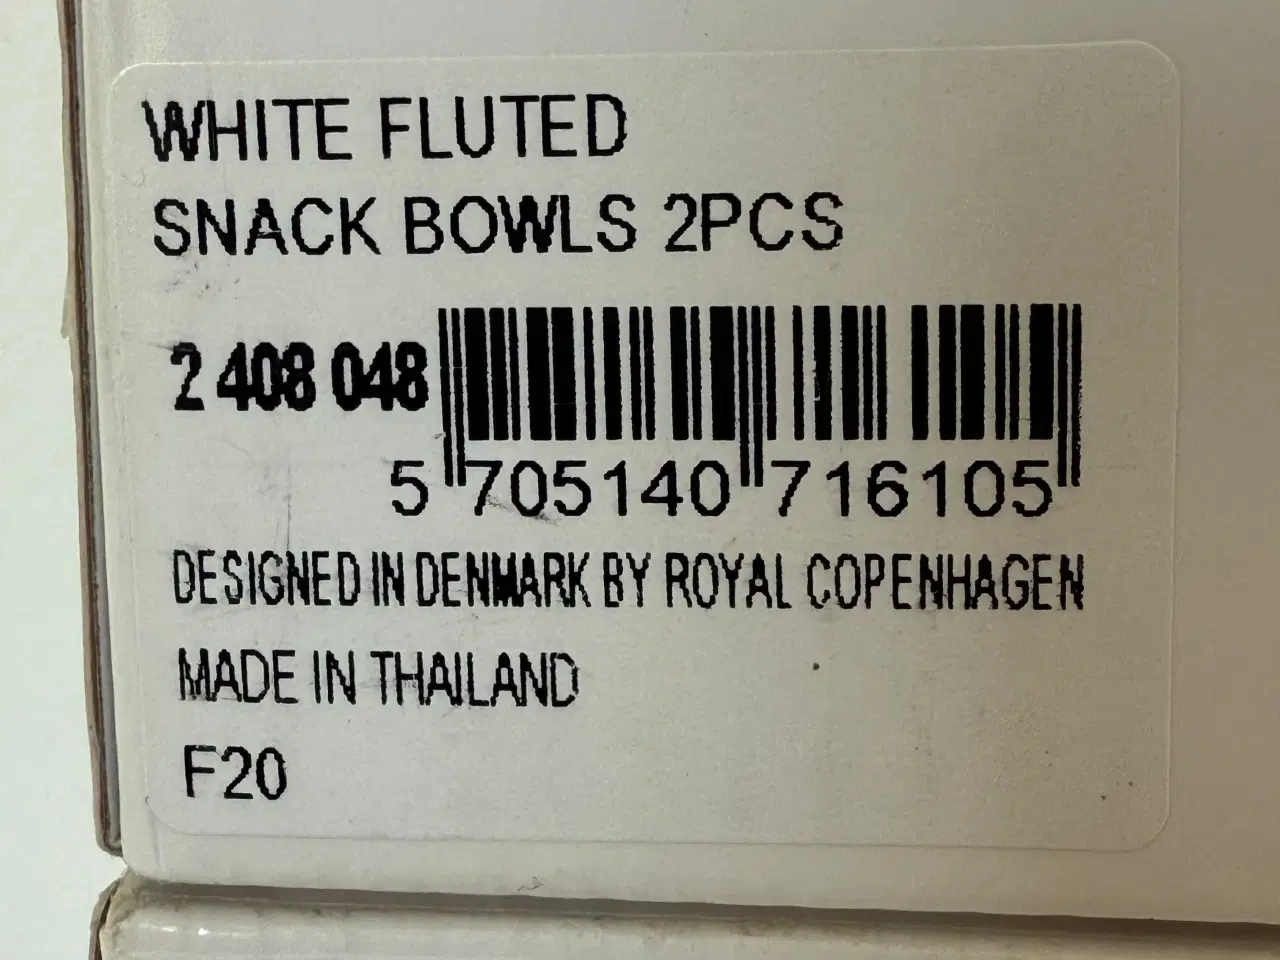 WHITE FLUTED
SNACK BOWLS 2PCS
2 408 048
5 705140 716105
DESIGNED IN DENMARK BY ROYAL COPENHAGEN
MADE IN THAILAND
F20